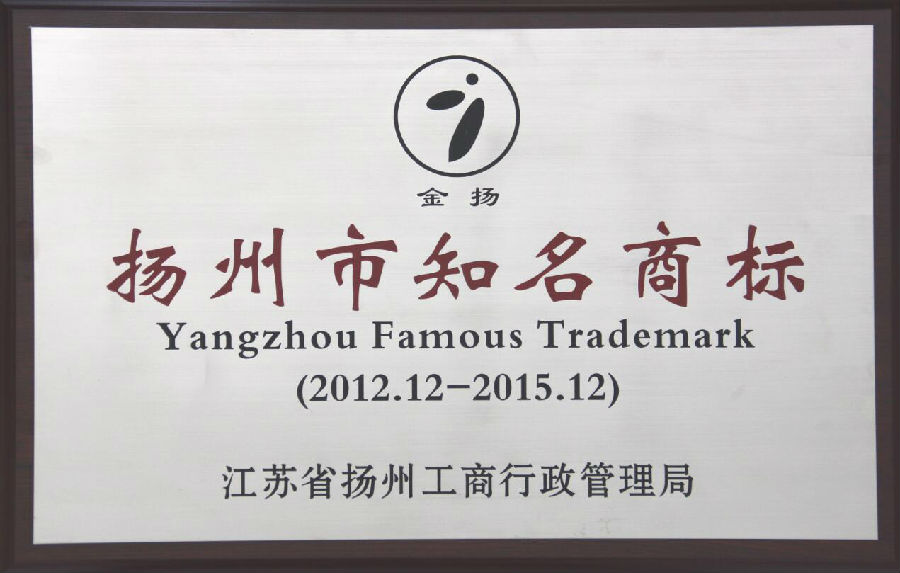 金扬
扬州市知名商标
Yangzhou Famous Trademark
(2012.12-2015.12)
江苏省扬州工商行政管理局